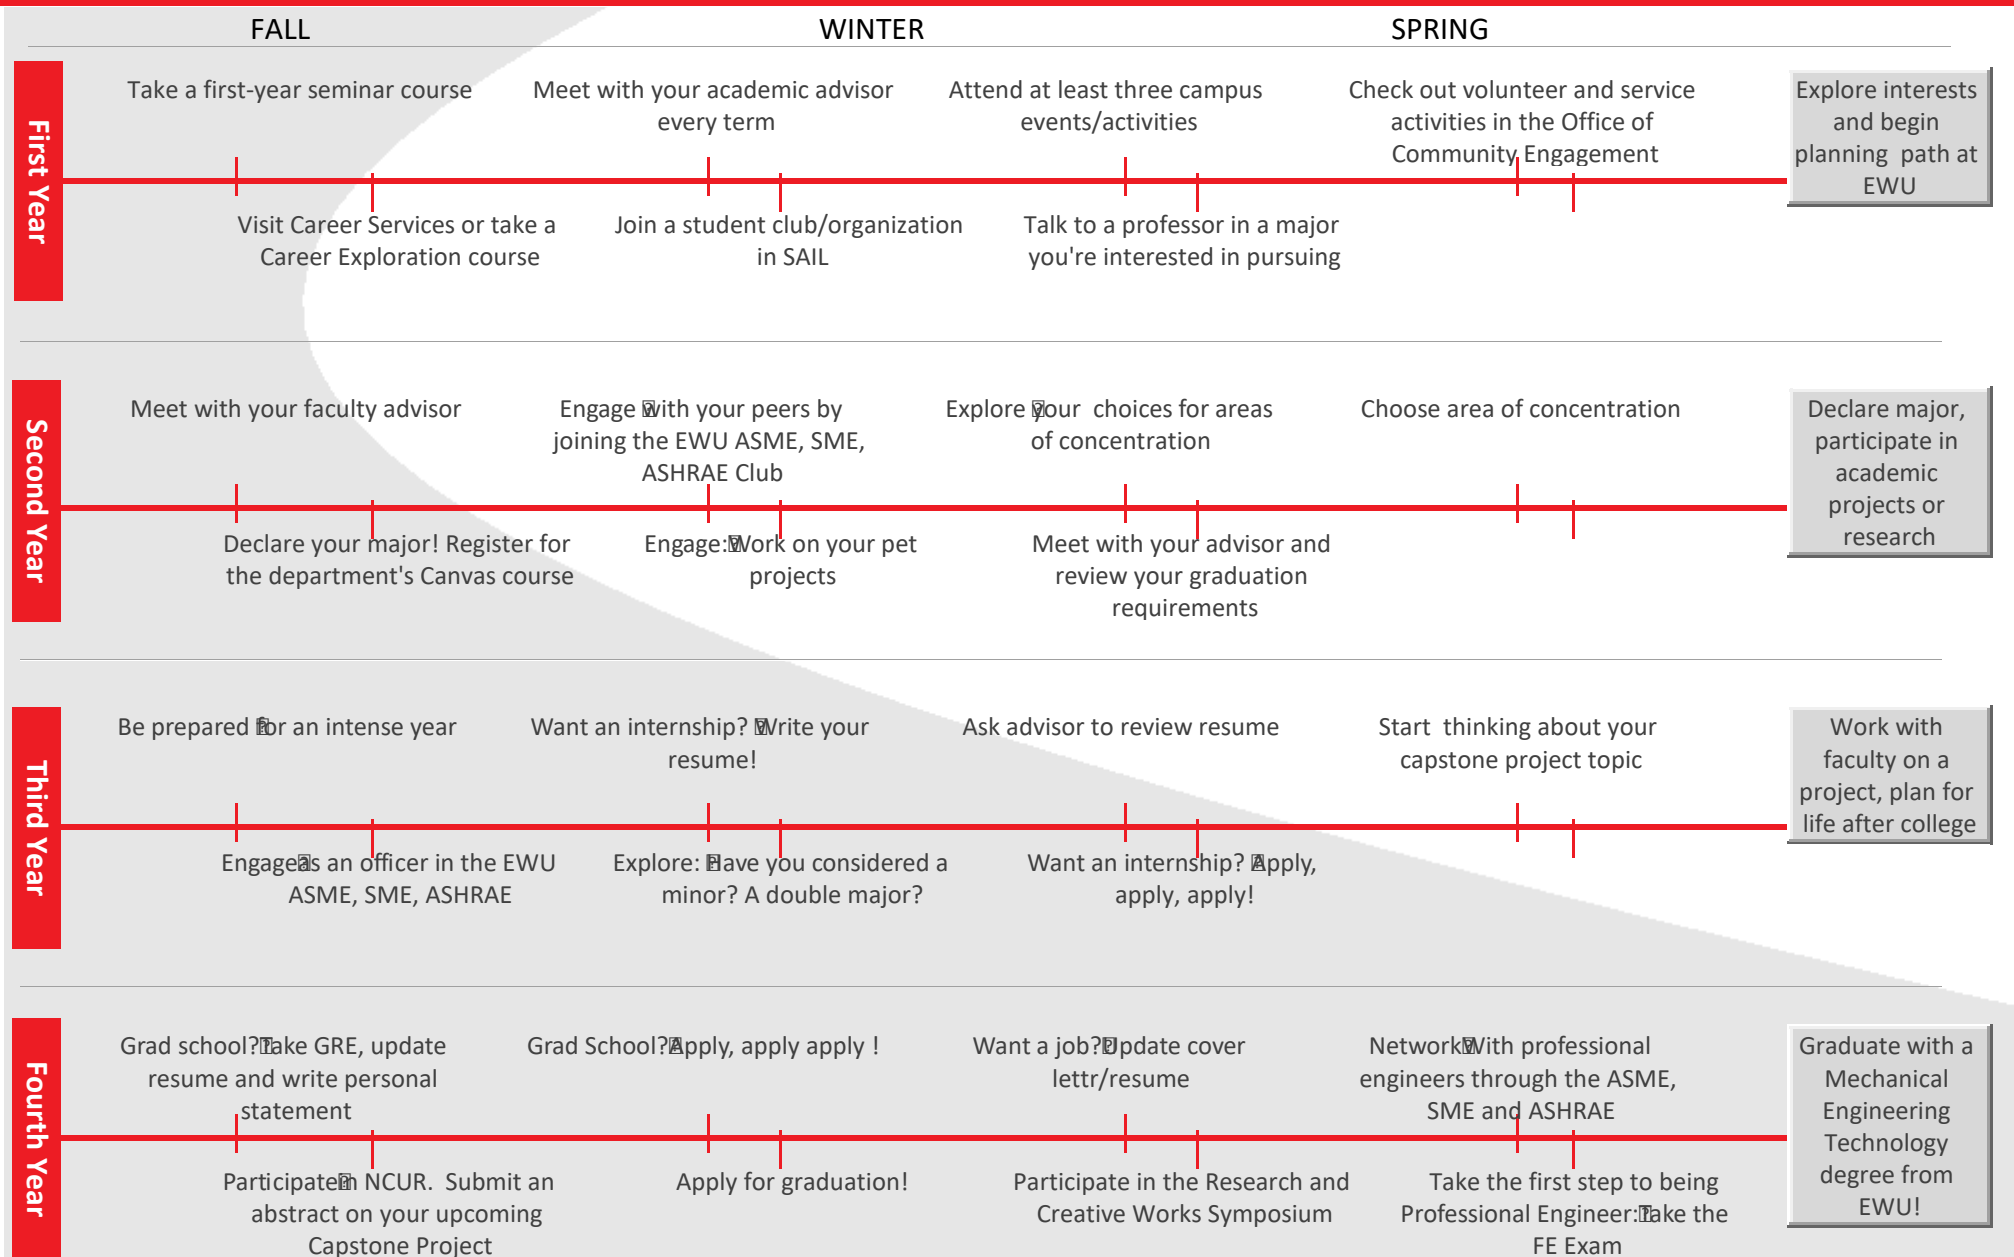 FALL
WINTER
SPRING
First Year
Take a first-year seminar course
Meet with your academic advisor
every term
Attend at least three campus
events/activities
Check out volunteer and service
activities in the Office of
Community Engagement
Visit Career Services or take a
Career Exploration course
Join a student club/organization
in SAIL
Talk to a professor in a major
you're interested in pursuing
Explore interests
and begin
planning path at
EWU
Second Year
Meet with your faculty advisor
Engage with your peers by
joining the EWU ASME, SME,
ASHRAE Club
Explore your choices for areas
of concentration
Choose area of concentration
Declare your major! Register for
the department's Canvas course
Engage: Work on your pet
projects
Meet with your advisor and
review your graduation
requirements
Declare major,
participate in
academic
projects or
research
Third Year
Be prepared for an intense year
Want an internship? Write your
resume!
Ask advisor to review resume
Start thinking about your
capstone project topic
Engage as an officer in the EWU
ASME, SME, ASHRAE
Explore: Have you considered a
minor? A double major?
Want an internship? Apply,
apply, apply!
Work with
faculty on a
project, plan for
life after college
Fourth Year
Grad school? Take GRE, update
resume and write personal
statement
Grad School? Apply, apply apply !
Want a job? Update cover
lettr/resume
Network With professional
engineers through the ASME,
SME and ASHRAE
Participate in NCUR. Submit an
abstract on your upcoming
Capstone Project
Apply for graduation!
Participate in the Research and
Creative Works Symposium
Take the first step to being
Professional Engineer: Take the
FE Exam
Graduate with a
Mechanical
Engineering
Technology
degree from
EWU!